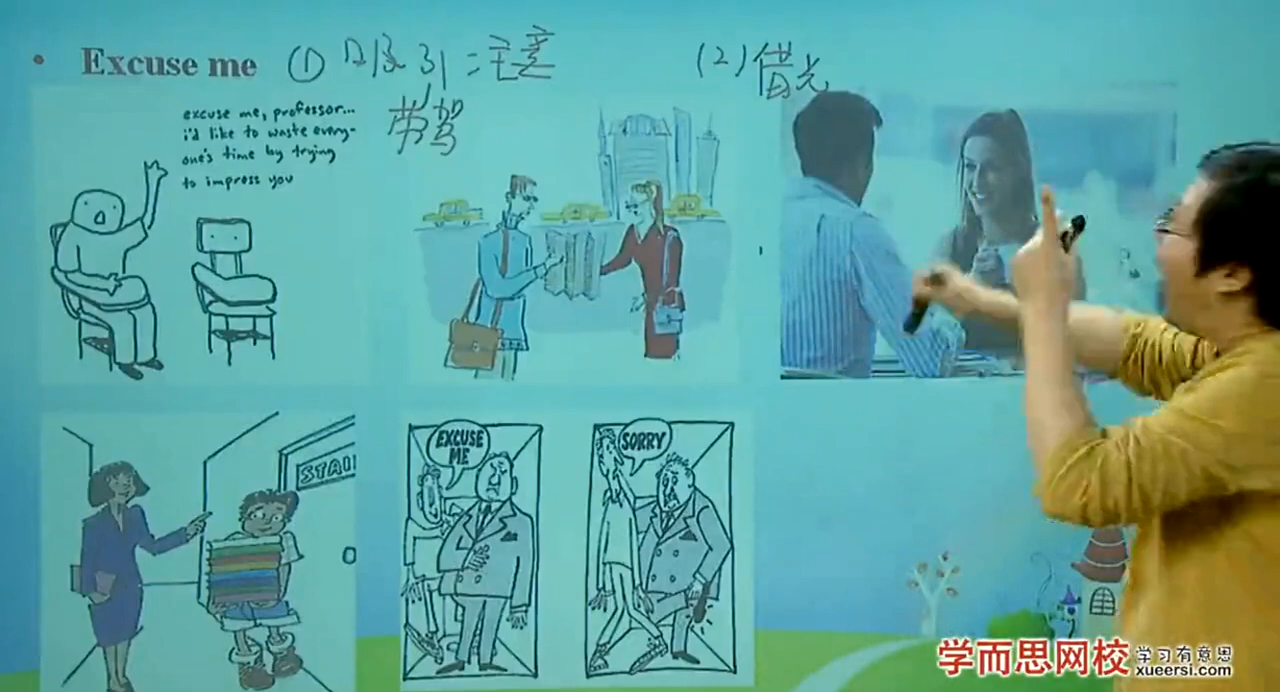 • Excuse me ① 吸引注意
劳驾
(2) 借光
excuse me, professor...
i'd like to waste every-
one's time by trying
to impress you
STAI
EXCUSE
ME
SORRY
学而思网校 学习有意思
xueersi.com